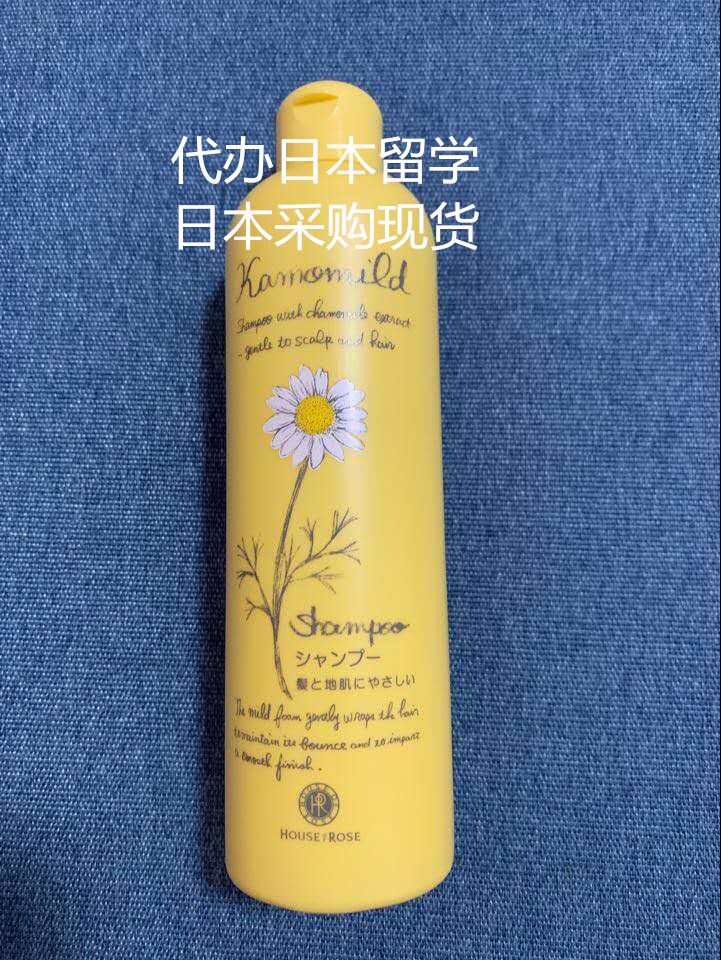 代办日本留学
日本采购现货
Kamomild
Shampoo with chamomile extract
- gentle to scalp and hair
Shampoo
シャンプー
髪と地肌にやさしい
The mild foam gently wraps the hair
to maintain its bounce and to impart
a smooth finish.
HR
HOUSE OF ROSE